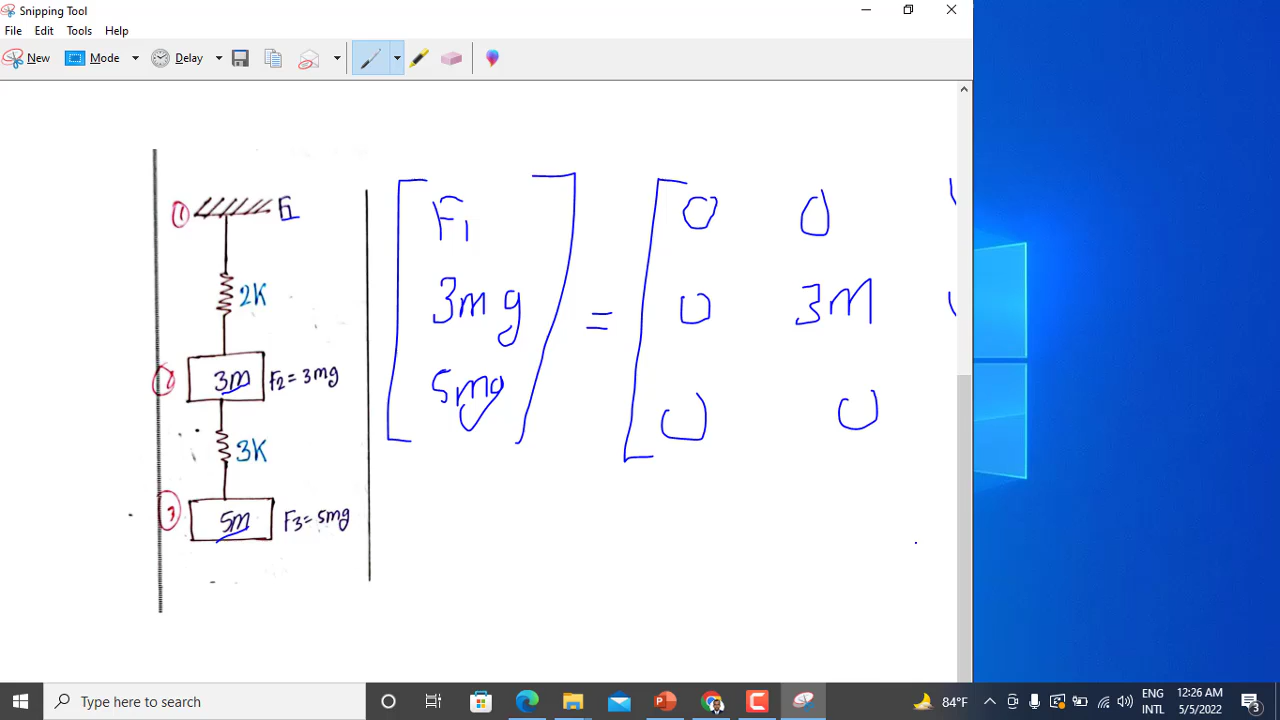 Snipping Tool
File Edit Tools Help
New Mode Delay
① F1
2K
3M F2 = 3mg
3K
③ 5M F3 = 5mg
F1
3mg
5mg
=
0 0
0 3M
0 0
Type here to search
84°F
ENG
INTL
12:26 AM
5/5/2022
3